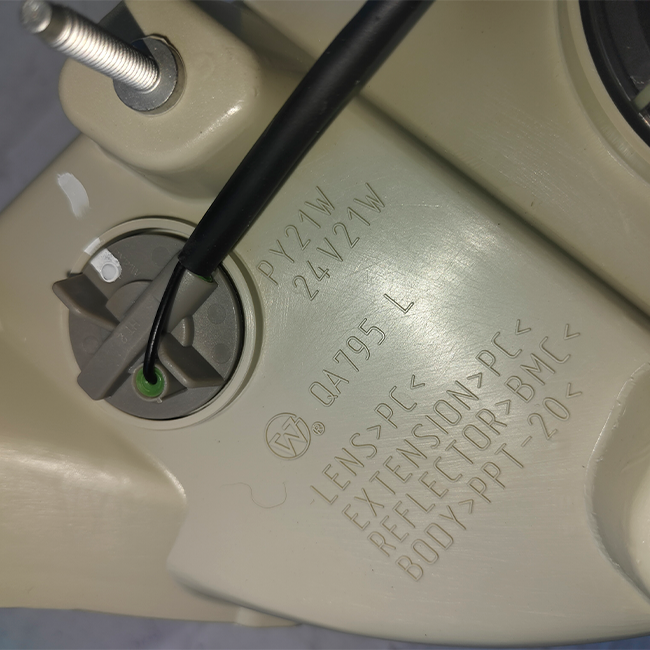 PY21W
24V21W
QA795 L
W ®
LENS>PC<
EXTENSION>PC<
REFLECTOR>BMC<
BODY>PPT-20<